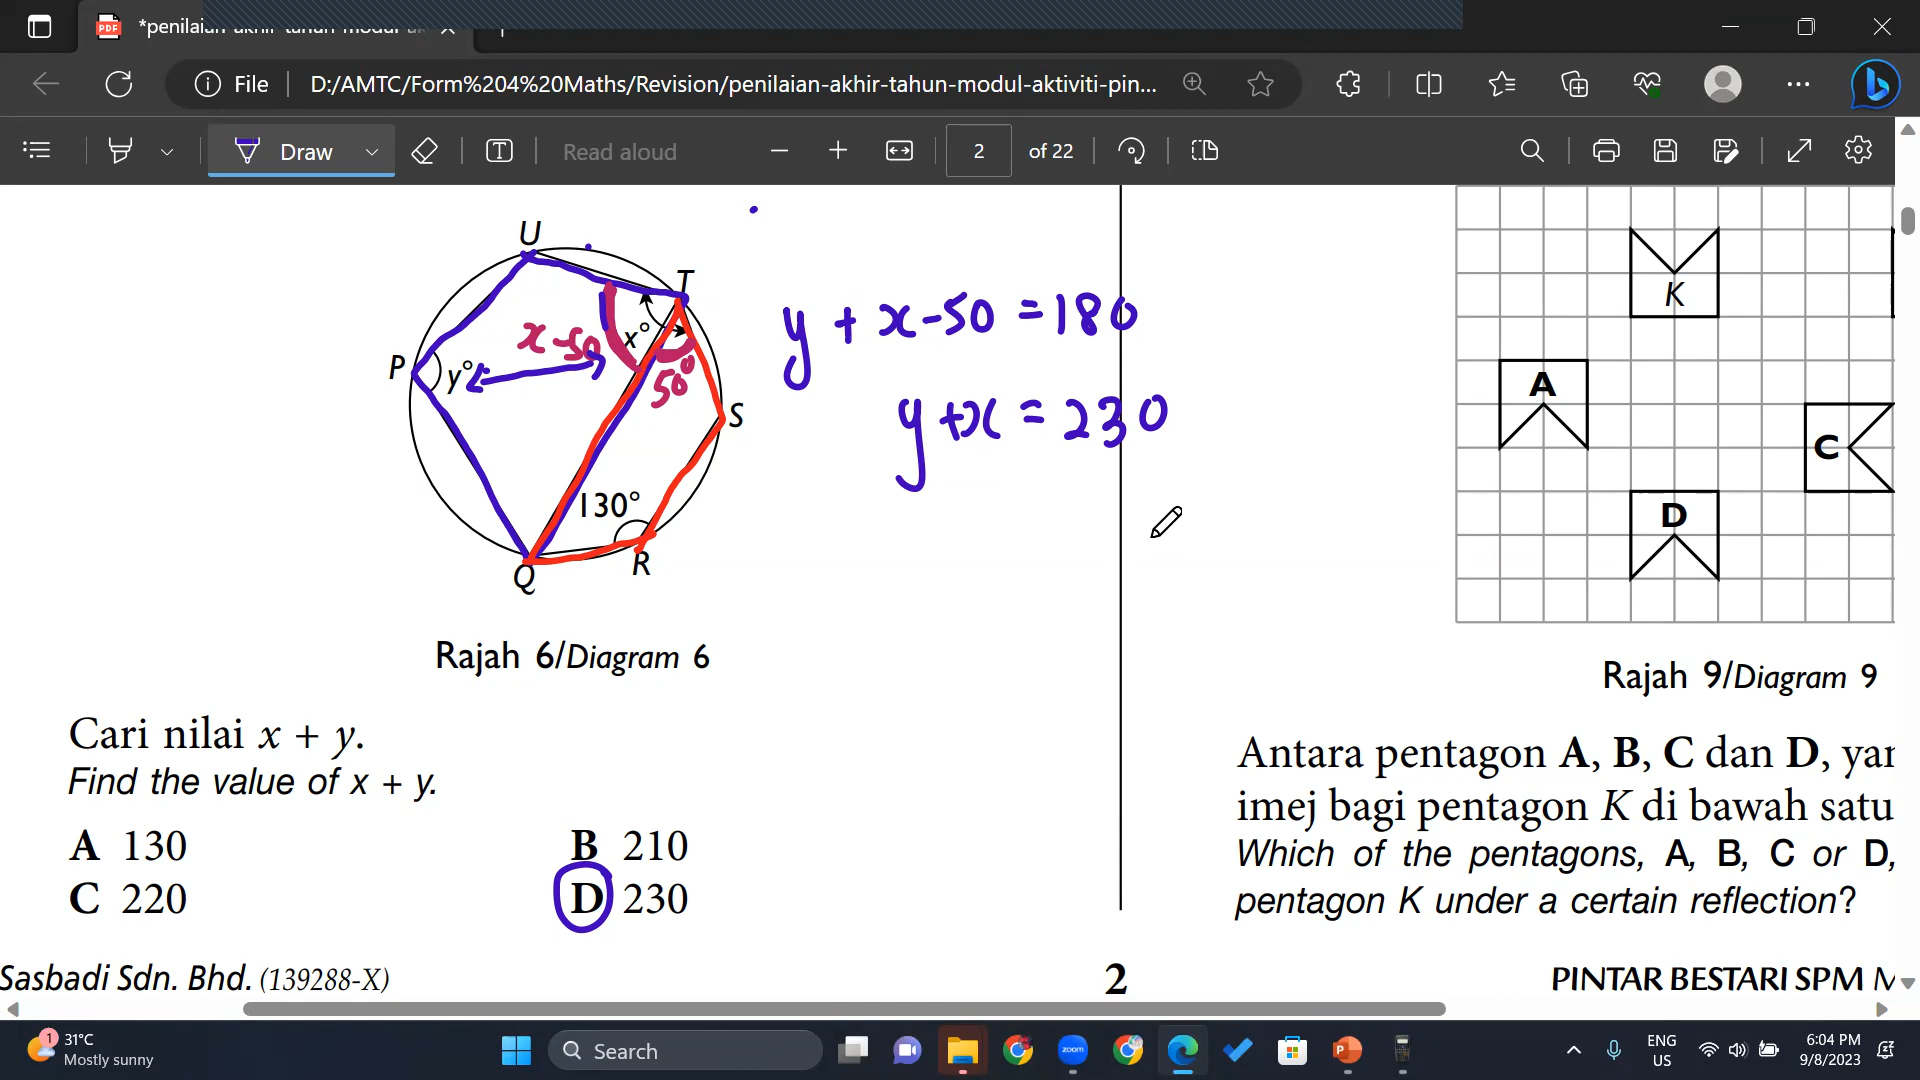 *penilaian-akhir-tahun-modul-ak
File
D:/AMTC/Form%204%20Maths/Revision/penilaian-akhir-tahun-modul-aktiviti-pin...
Draw
Read aloud
2
of 22
U
T
P
y°
x°
S
130°
Q
R
x-50
50°
y + x-50 = 180
y+x = 230
Rajah 6/Diagram 6
Cari nilai x + y.
Find the value of x + y.
A 130
B 210
C 220
D 230
K
A
C
D
Rajah 9/Diagram 9
Antara pentagon A, B, C dan D, yan
imej bagi pentagon K di bawah satu
Which of the pentagons, A, B, C or D,
pentagon K under a certain reflection?
Sasbadi Sdn. Bhd. (139288-X)
2
PINTAR BESTARI SPM M
1
31°C
Mostly sunny
Search
zoom
ENG
US
6:04 PM
9/8/2023